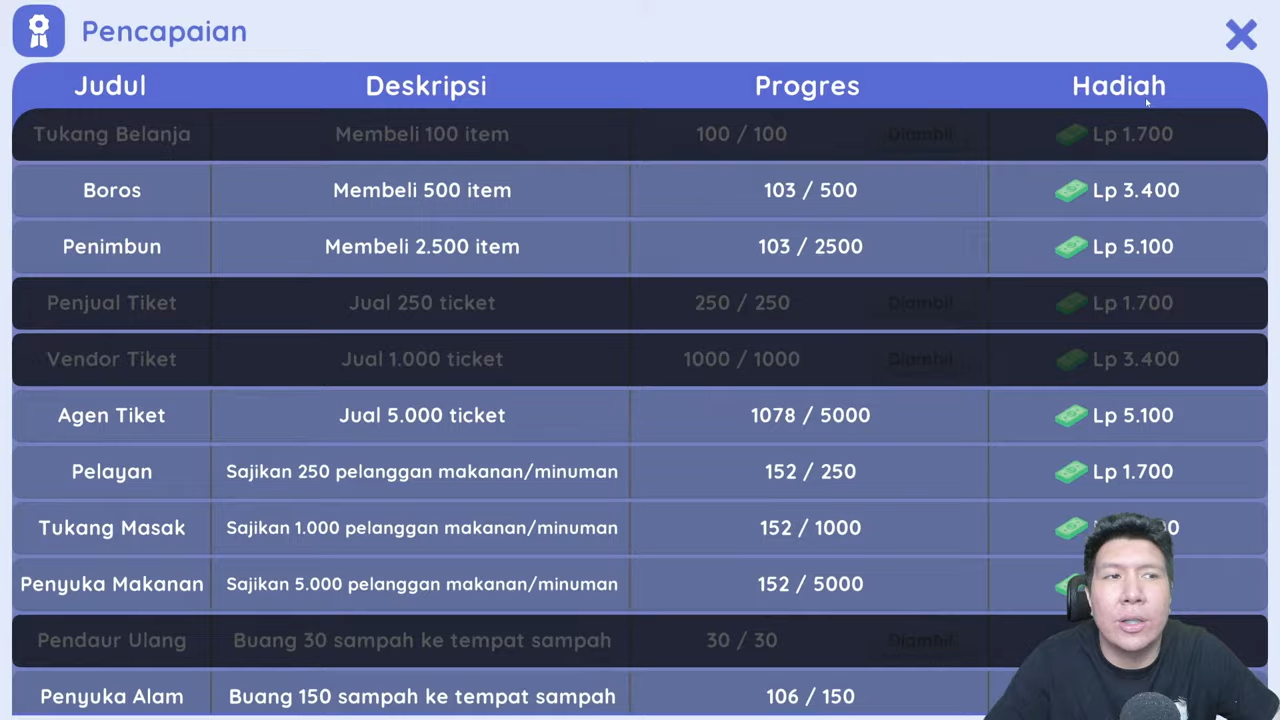 Pencapaian
Judul Deskripsi Progres Hadiah
Tukang Belanja Membeli 100 item 100 / 100 Diambil Lp 1.700
Boros Membeli 500 item 103 / 500 Lp 3.400
Penimbun Membeli 2.500 item 103 / 2500 Lp 5.100
Penjual Tiket Jual 250 ticket 250 / 250 Diambil Lp 1.700
Vendor Tiket Jual 1.000 ticket 1000 / 1000 Diambil Lp 3.400
Agen Tiket Jual 5.000 ticket 1078 / 5000 Lp 5.100
Pelayan Sajikan 250 pelanggan makanan/minuman 152 / 250 Lp 1.700
Tukang Masak Sajikan 1.000 pelanggan makanan/minuman 152 / 1000
Penyuka Makanan Sajikan 5.000 pelanggan makanan/minuman 152 / 5000
Pendaur Ulang Buang 30 sampah ke tempat sampah 30 / 30 Diambil
Penyuka Alam Buang 150 sampah ke tempat sampah 106 / 150